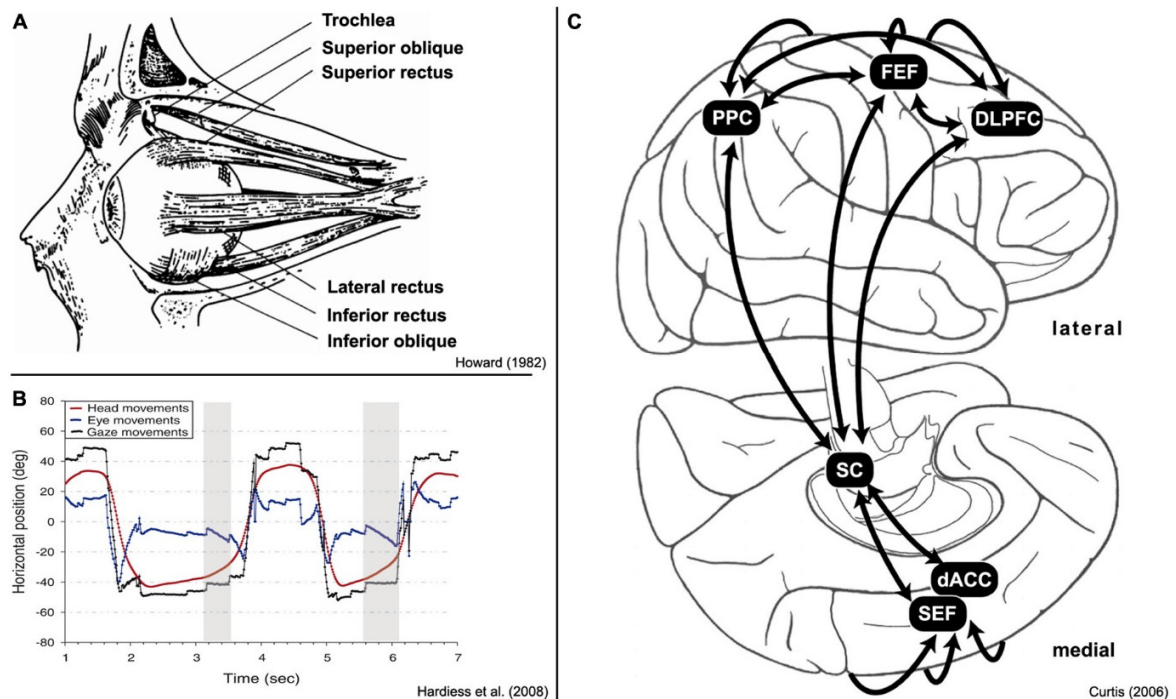 A
Trochlea
Superior oblique
Superior rectus
Lateral rectus
Inferior rectus
Inferior oblique
Howard (1982)
B
Head movements
Eye movements
Gaze movements
80
60
40
20
0
-20
-40
-60
-80
Horizontal position (deg)
1 2 3 4 5 6 7
Time (sec)
Hardiess et al. (2008)
C
FEF
PPC
DLPFC
lateral
SC
dACC
SEF
medial
Curtis (2006)